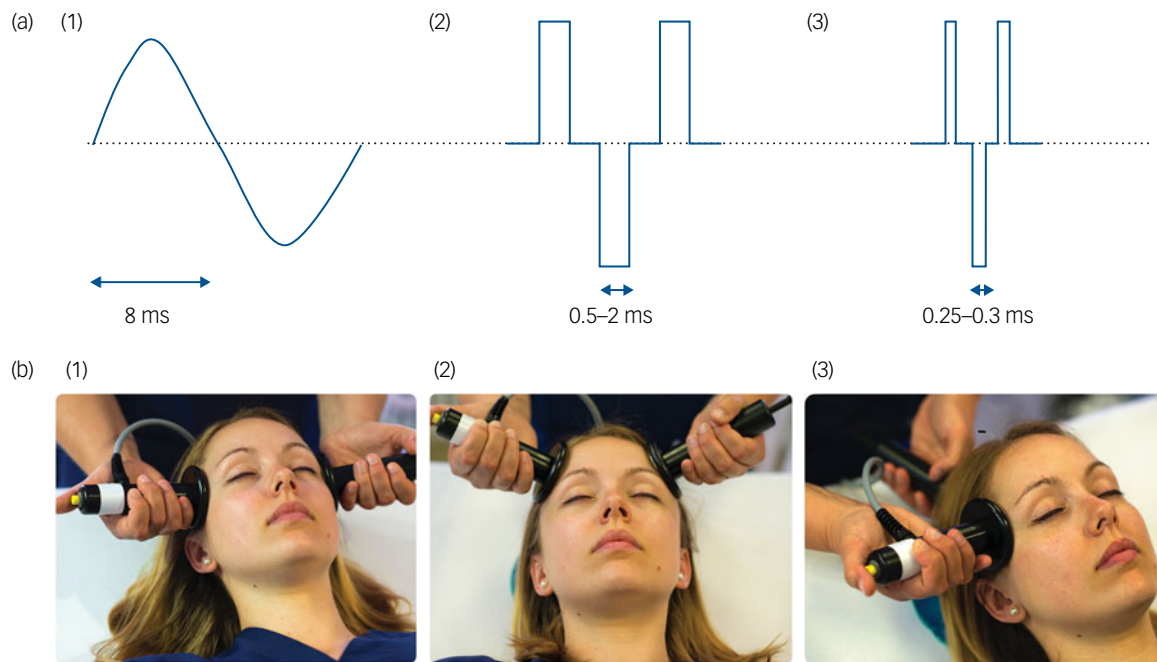 (a) (1) (2) (3)
8 ms 0.5–2 ms 0.25–0.3 ms
(b) (1) (2) (3)